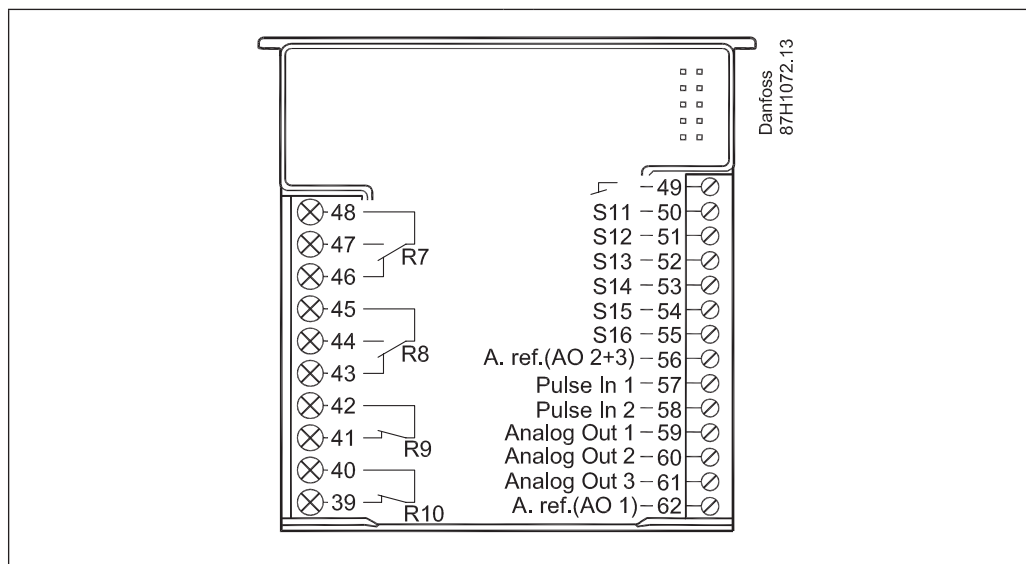 Danfoss
87H1072.13
48
47
R7
46
45
44
R8
43
42
41
R9
40
39
R10
49
S11 50
S12 51
S13 52
S14 53
S15 54
S16 55
A. ref.(AO 2+3) 56
Pulse In 1 57
Pulse In 2 58
Analog Out 1 59
Analog Out 2 60
Analog Out 3 61
A. ref.(AO 1) 62